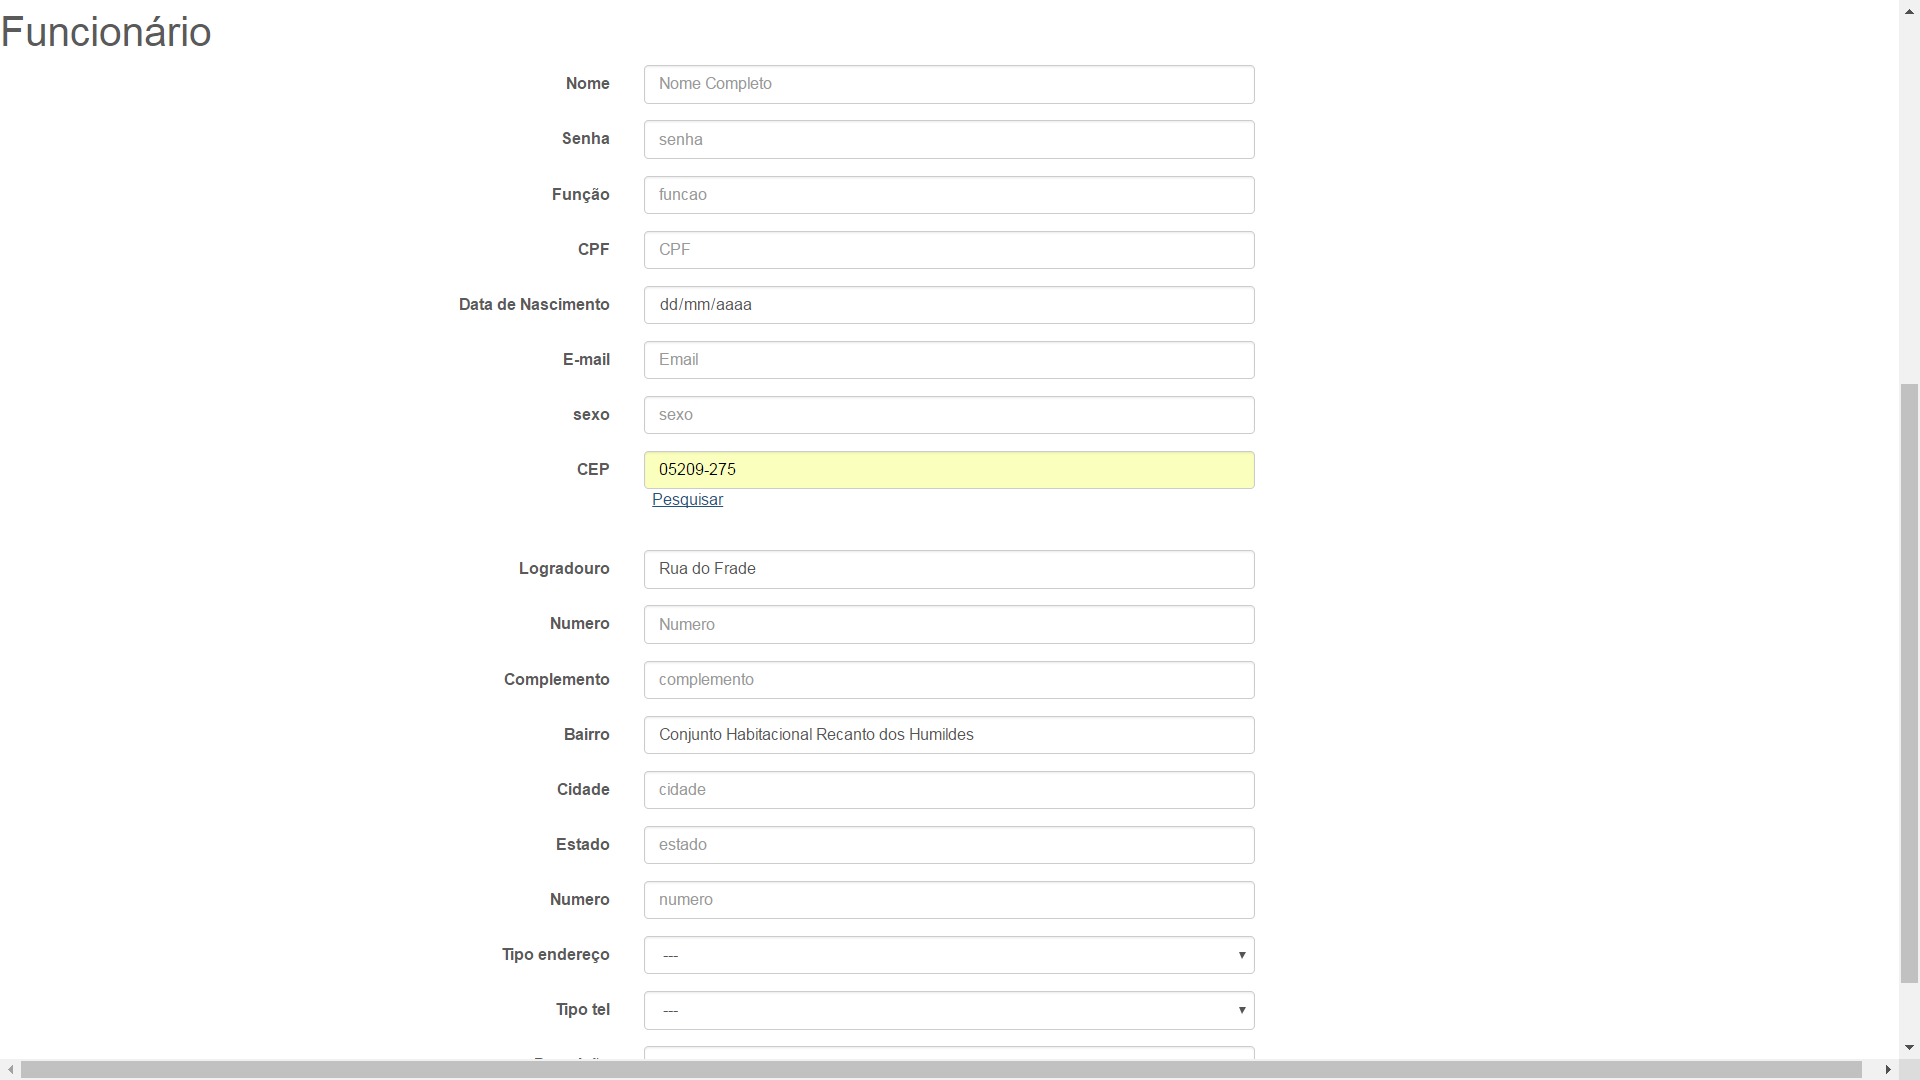 Funcionário
Nome Nome Completo
Senha senha
Função funcao
CPF CPF
Data de Nascimento dd/mm/aaaa
E-mail Email
sexo sexo
CEP 05209-275
Pesquisar
Logradouro Rua do Frade
Numero Numero
Complemento complemento
Bairro Conjunto Habitacional Recanto dos Humildes
Cidade cidade
Estado estado
Numero numero
Tipo endereço ---
Tipo tel ---